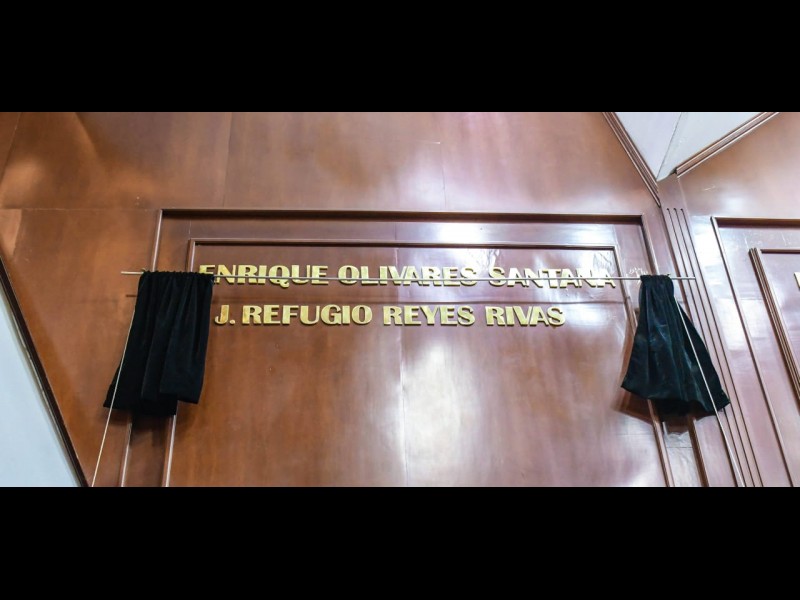 ENRIQUE OLIVARES SANTANA
J. REFUGIO REYES RIVAS